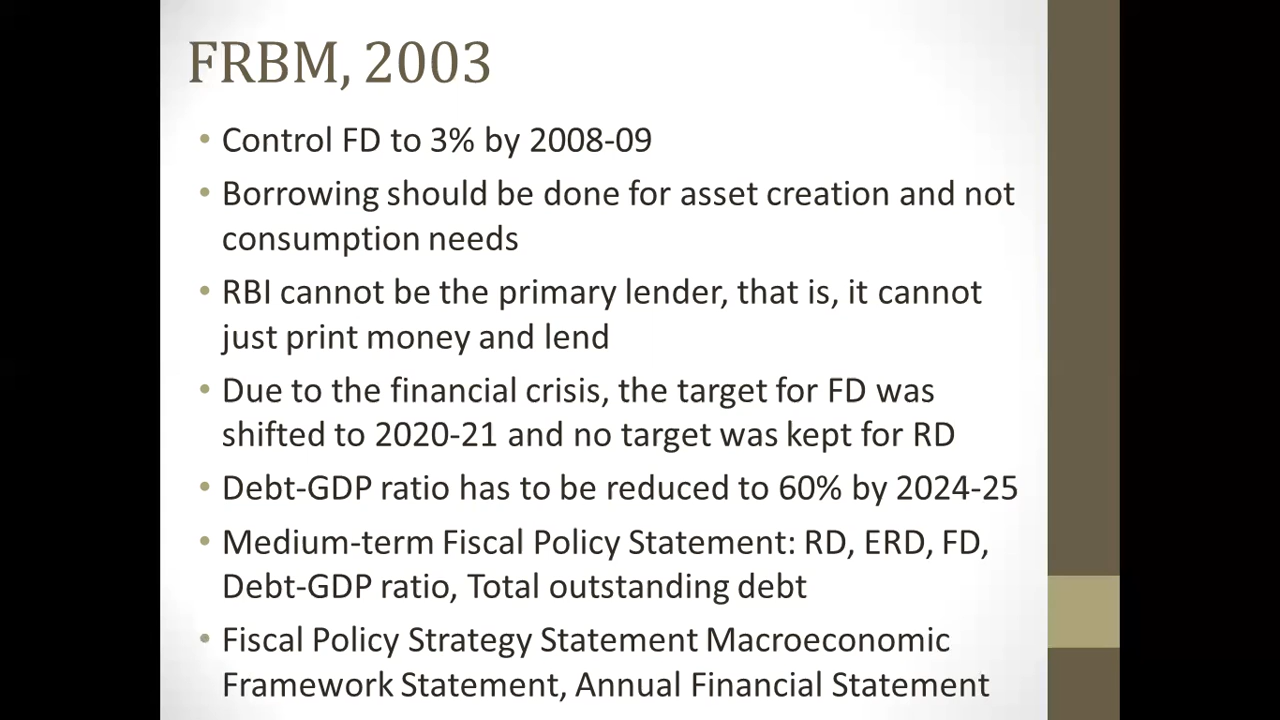 FRBM, 2003
• Control FD to 3% by 2008-09
• Borrowing should be done for asset creation and not
consumption needs
• RBI cannot be the primary lender, that is, it cannot
just print money and lend
• Due to the financial crisis, the target for FD was
shifted to 2020-21 and no target was kept for RD
• Debt-GDP ratio has to be reduced to 60% by 2024-25
• Medium-term Fiscal Policy Statement: RD, ERD, FD,
Debt-GDP ratio, Total outstanding debt
• Fiscal Policy Strategy Statement Macroeconomic
Framework Statement, Annual Financial Statement